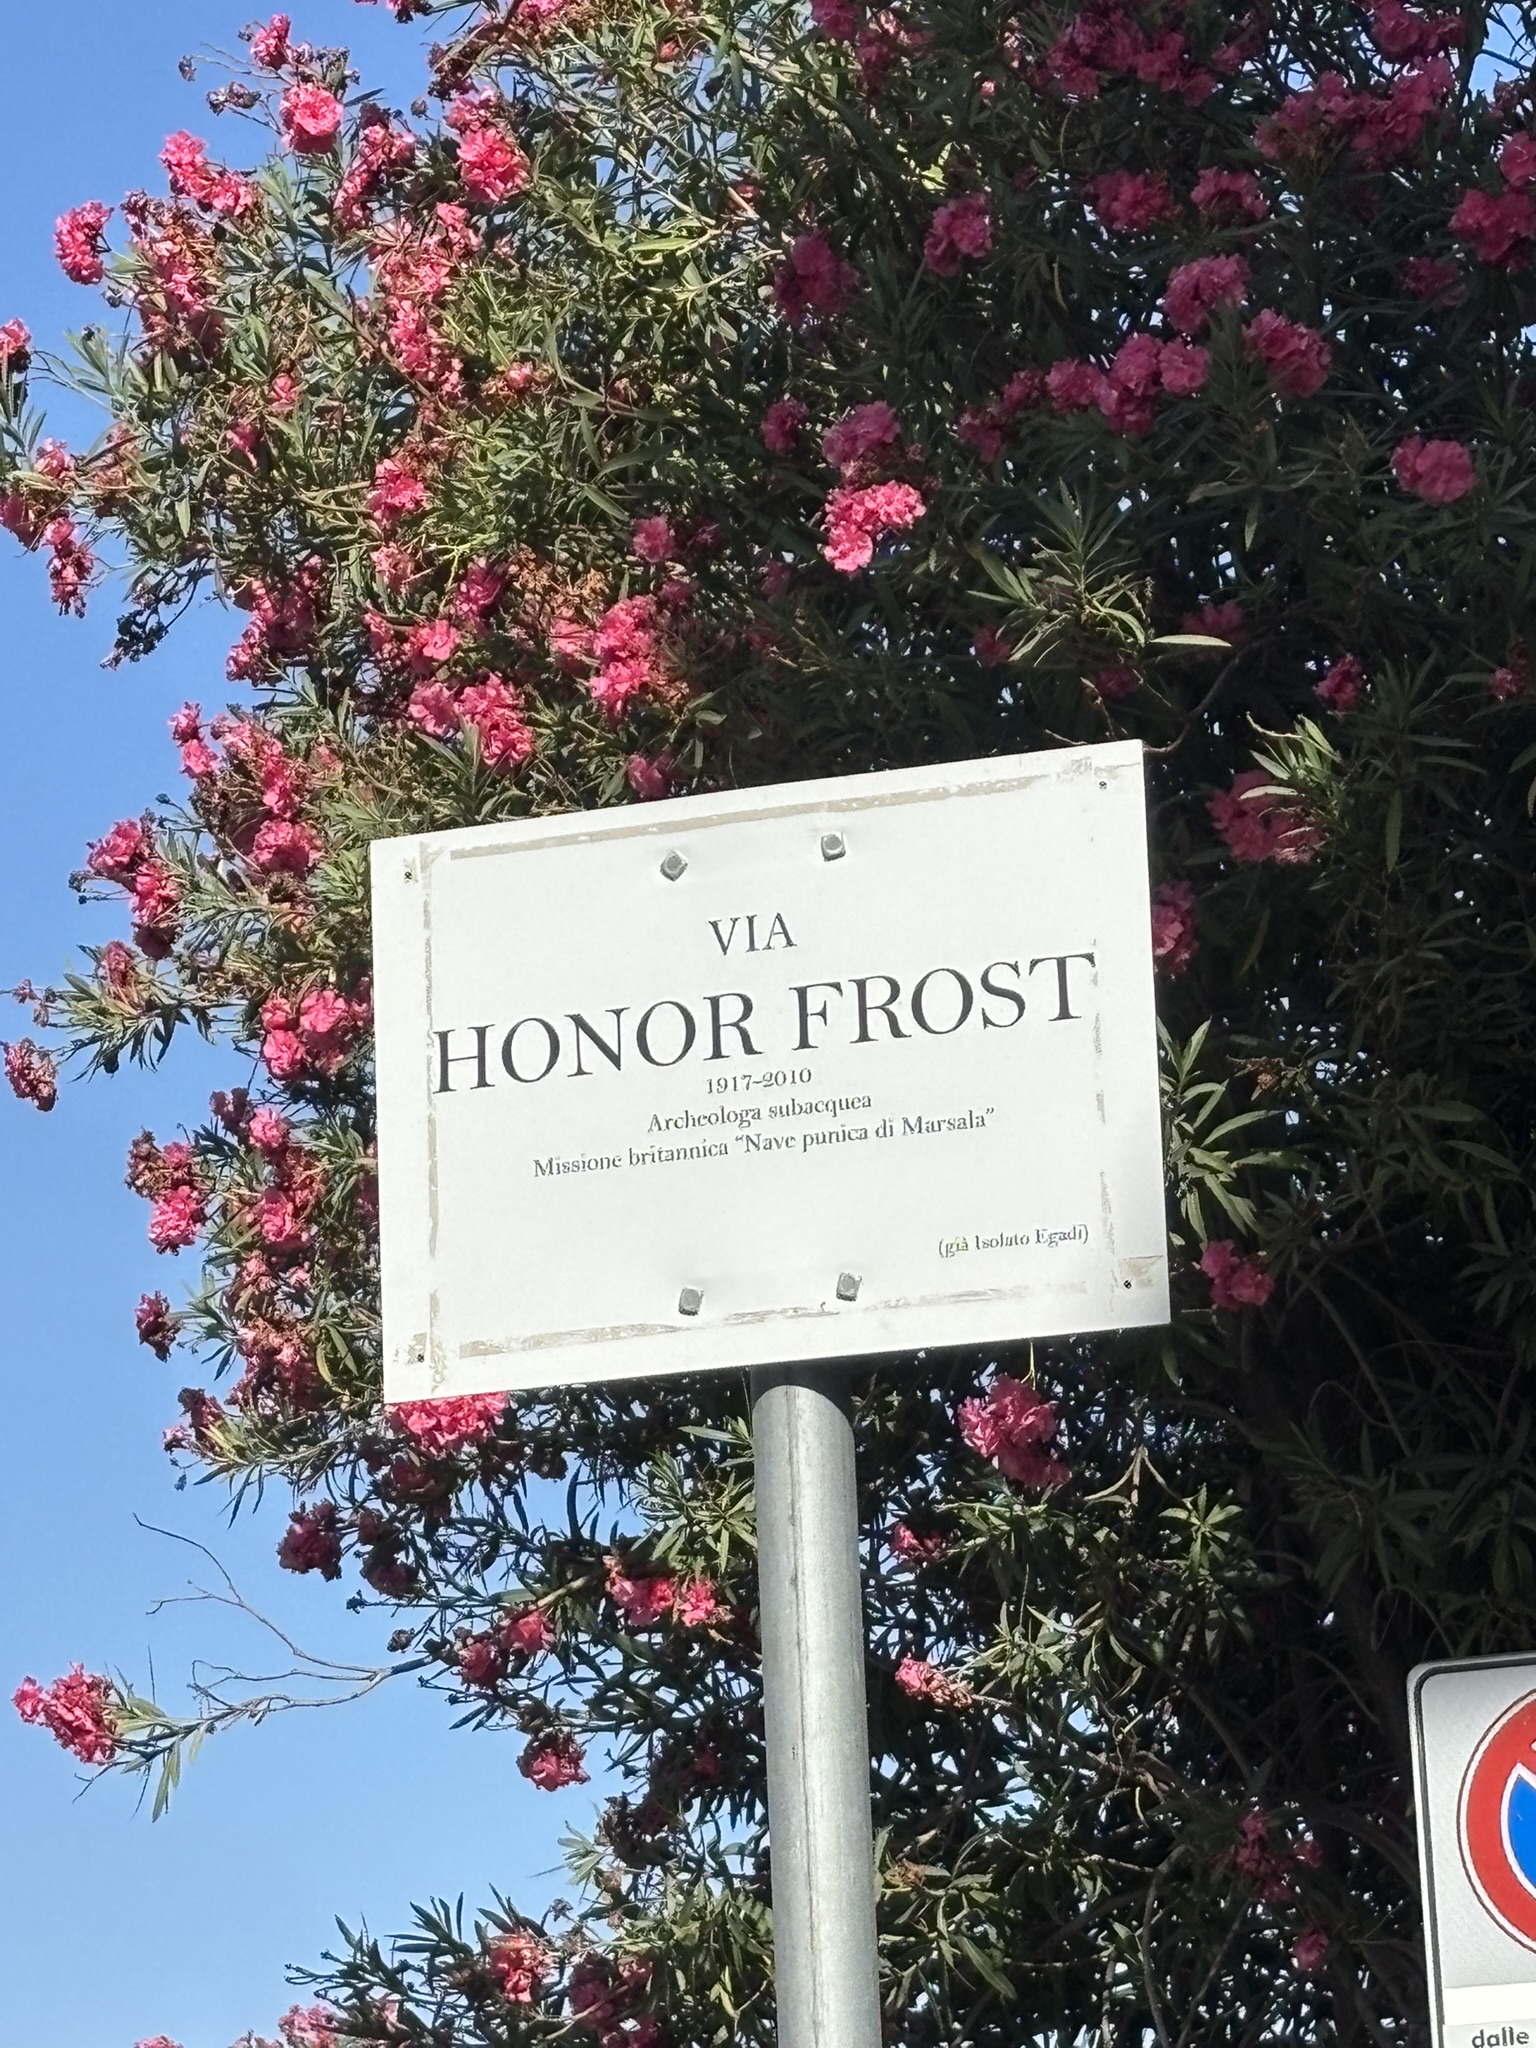 VIA
HONOR FROST
1917-2010
Archeologa subacquea
Missione britannica “Nave punica di Marsala”
(già Isolato Egadi)
dalle